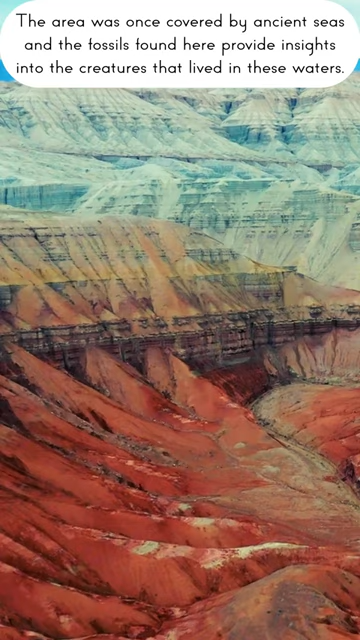 The area was once covered by ancient seas
and the fossils found here provide insights
into the creatures that lived in these waters.